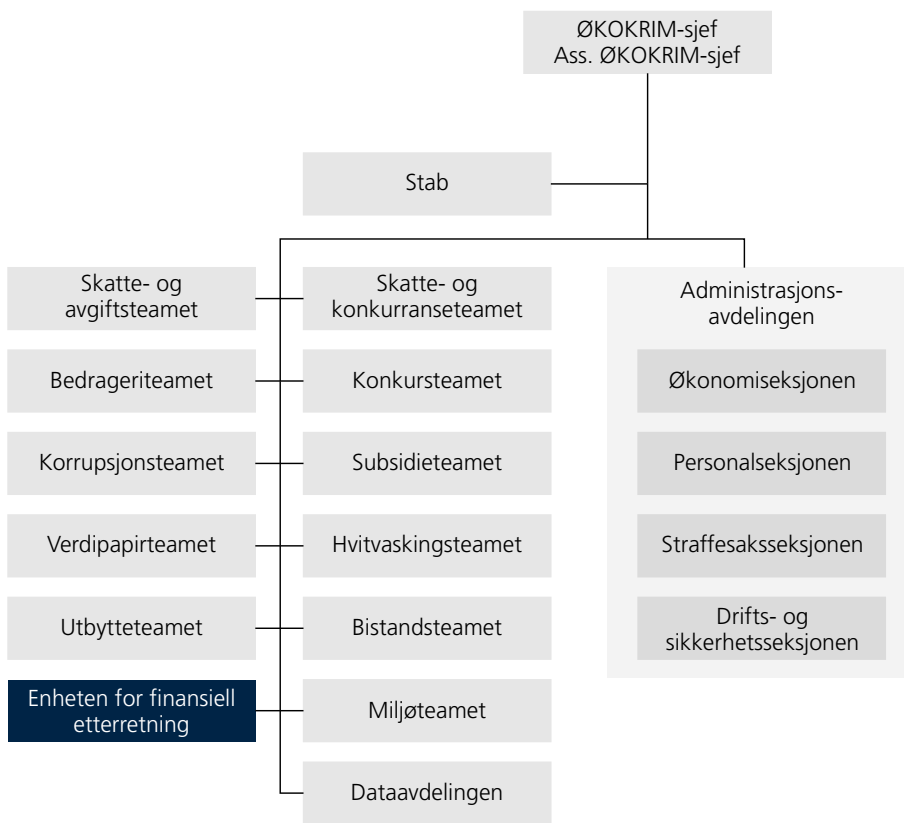 ØKOKRIM-sjef
Ass. ØKOKRIM-sjef
Stab
Skatte- og
avgiftsteamet
Skatte- og
konkurranseteamet
Administrasjons-
avdelingen
Bedrageriteamet
Konkursteamet
Økonomiseksjonen
Korrupsjonsteamet
Subsidieteamet
Personalseksjonen
Verdipapirteamet
Hvitvaskingsteamet
Straffesaksseksjonen
Utbytteteamet
Bistandsteamet
Drifts- og
sikkerhetsseksjonen
Enheten for finansiell
etterretning
Miljøteamet
Dataavdelingen